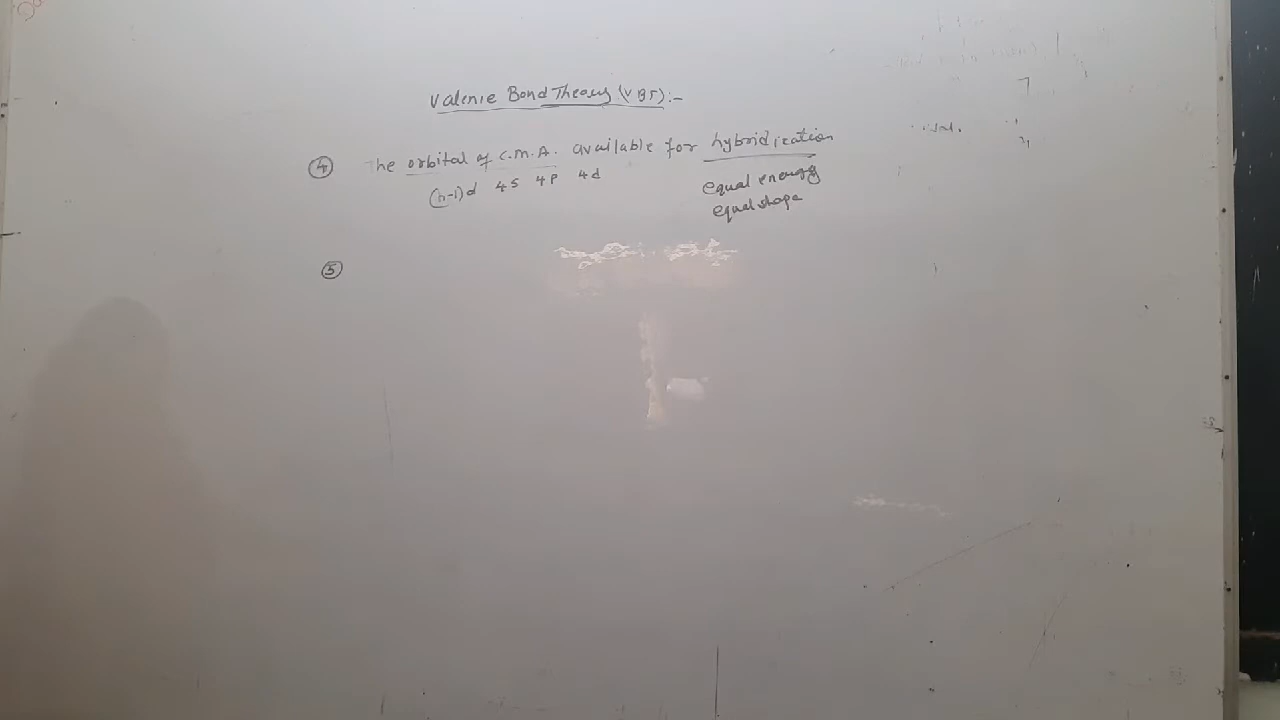 Valenie Bond Theory (VBT):-
④ The orbital of C.M.A. available for hybridization
(n-1)d 4s 4p 4d
equal energy
equal shape
⑤